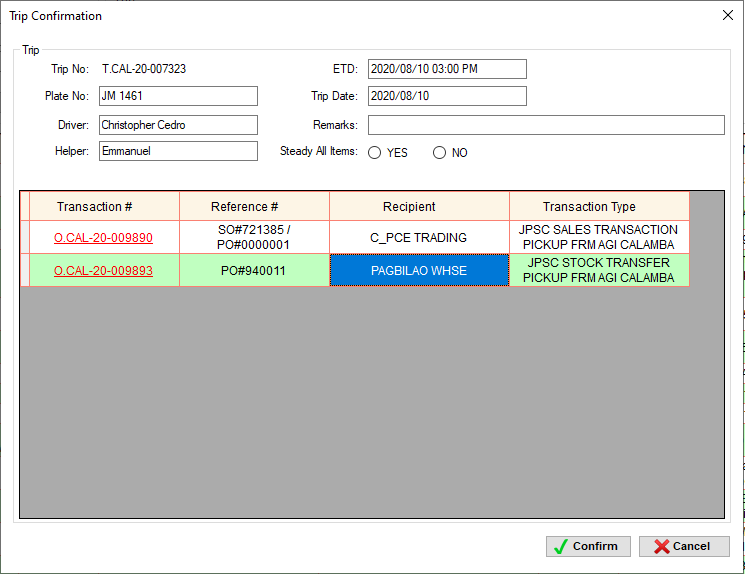 Trip Confirmation
Trip
Trip No: T.CAL-20-007323
ETD: 2020/08/10 03:00 PM
Plate No: JM 1461
Trip Date: 2020/08/10
Driver: Christopher Cedro
Remarks:
Helper: Emmanuel
Steady All Items: YES NO
Transaction # Reference # Recipient Transaction Type
O.CAL-20-009890
SO#721385 /
PO#0000001
C_PCE TRADING
JPSC SALES TRANSACTION
PICKUP FRM AGI CALAMBA
O.CAL-20-009893
PO#940011
PAGBILAO WHSE
JPSC STOCK TRANSFER
PICKUP FRM AGI CALAMBA
Confirm
Cancel